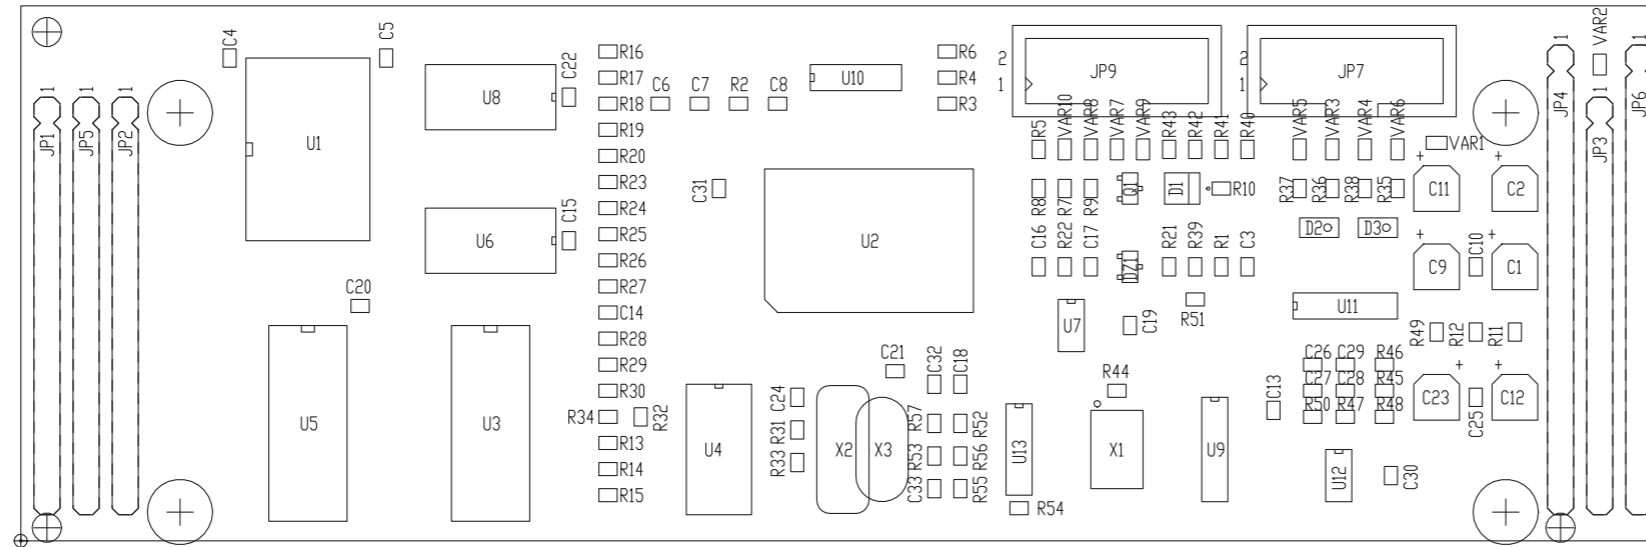 C4
C5
U1
JP1
1
JP5
1
JP2
1
U8
C22
U6
C15
C20
U5
U3
R16
R17
R18
R19
R20
R23
R24
R25
R26
R27
C14
R28
R29
R30
R34
R32
R13
R14
R15
C6
C7
R2
C8
U10
R6
R4
R3
C31
U2
C21
C32
C18
U4
C24
R31
R33
X2
X3
R57
R52
R53
R56
C33
R55
U13
R54
2
1
JP9
2
1
JP7
R5
VAR10
VAR8
VAR7
VAR9
R43
R42
R41
R40
VAR5
VAR3
VAR4
VAR6
VAR1
R8
R7
R9
Q1
D1
R10
R37
R36
R38
R35
D2
D3
C16
R22
C17
DZ1
R21
R39
R1
C3
U7
C19
R51
R44
X1
U9
U11
C26
C29
R46
C27
C28
R45
R50
R47
R48
C13
U12
C30
+
C11
+
C2
+
C9
C10
+
C1
R49
R12
R11
+
C23
C25
+
C12
JP4
1
VAR2
JP3
1
JP6
1